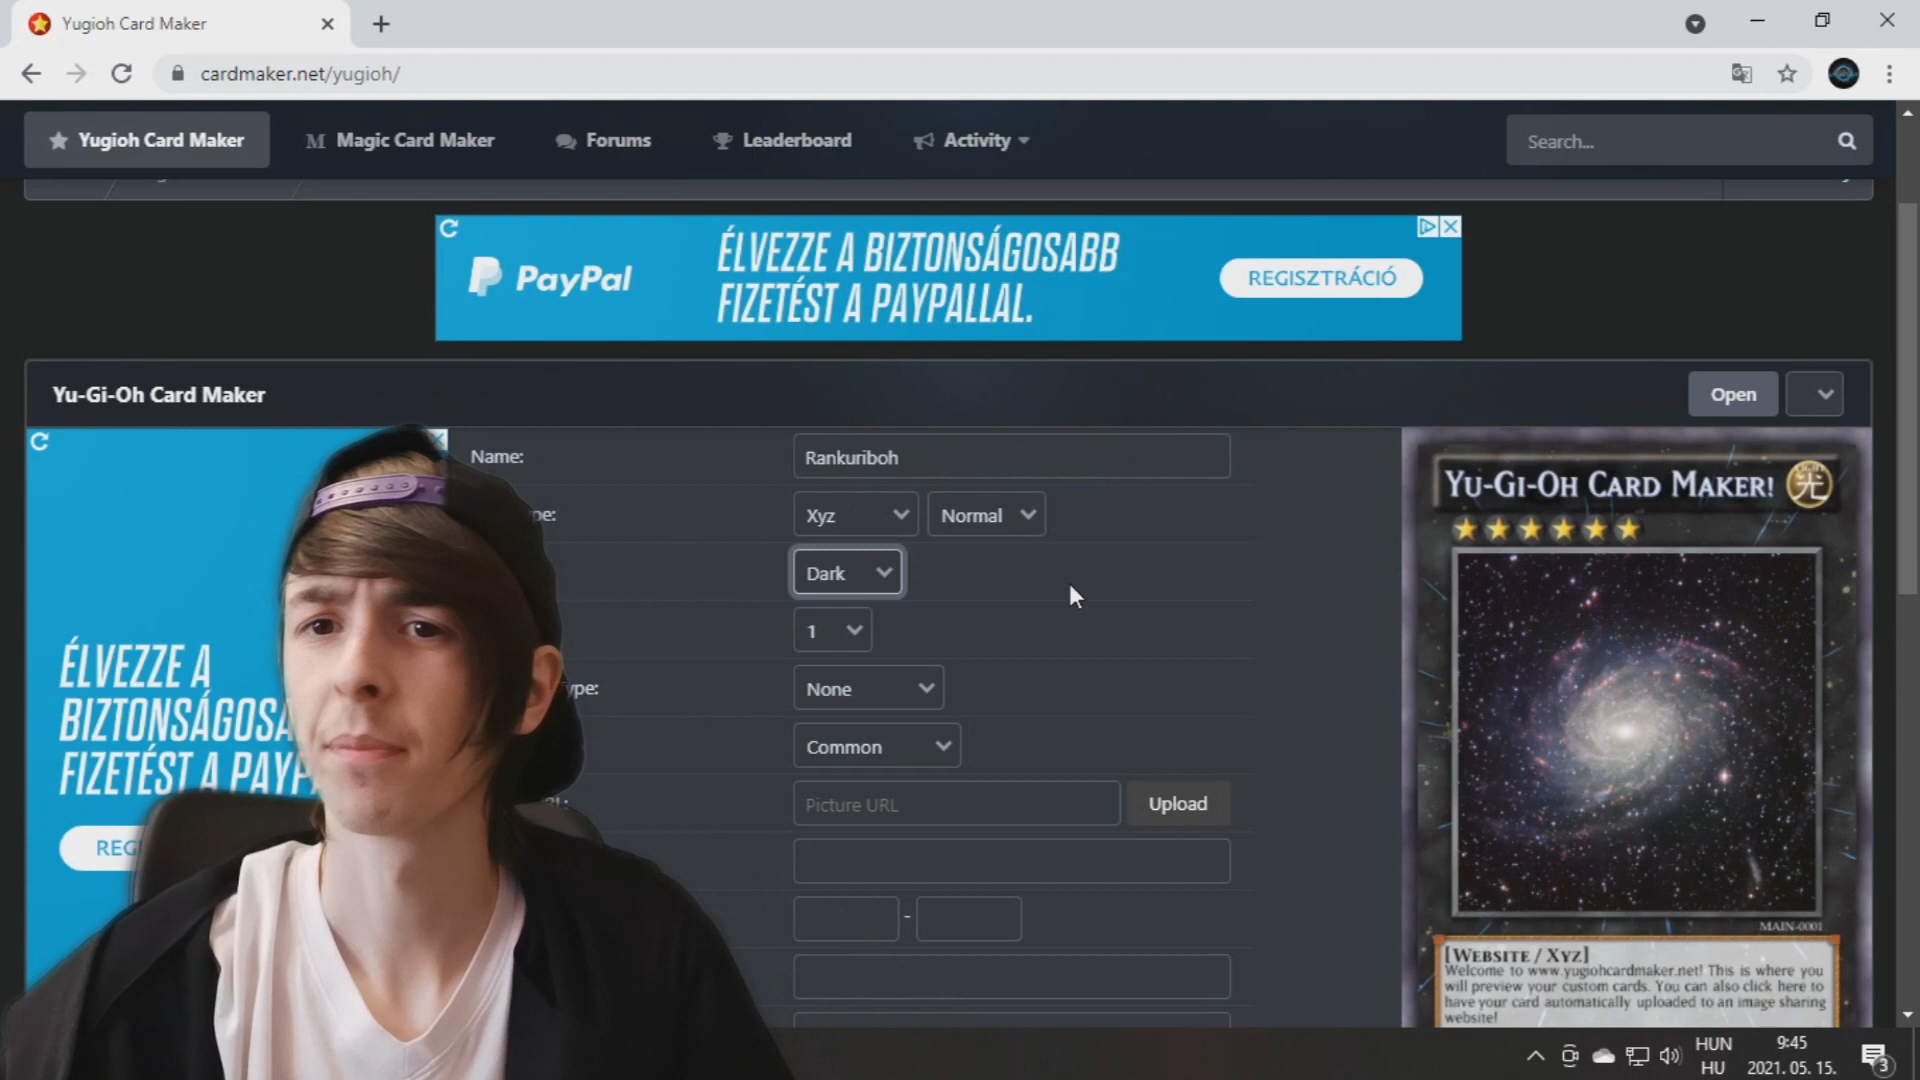 Yugioh Card Maker
cardmaker.net/yugioh/
Yugioh Card Maker
Magic Card Maker
Forums
Leaderboard
Activity
Search...
PayPal
ÉLVEZZE A BIZTONSÁGOSABB
FIZETÉST A PAYPALLAL.
REGISZTRÁCIÓ
Yu-Gi-Oh Card Maker
Open
ÉLVEZZE A
Name:
Rankuriboh
Xyz
Normal
Dark
1
None
Common
Picture URL
Upload
-
FIZETÉST A
YU-GI-OH CARD MAKER!
光
MAIN-0001
[WEBSITE / XYZ]
Welcome to www.yugiohcardmaker.net! This is where you
will preview your custom cards. You can also click here to
have your card automatically uploaded to an image sharing
website!
HUN
HU
9:45
2021. 05. 15.
3